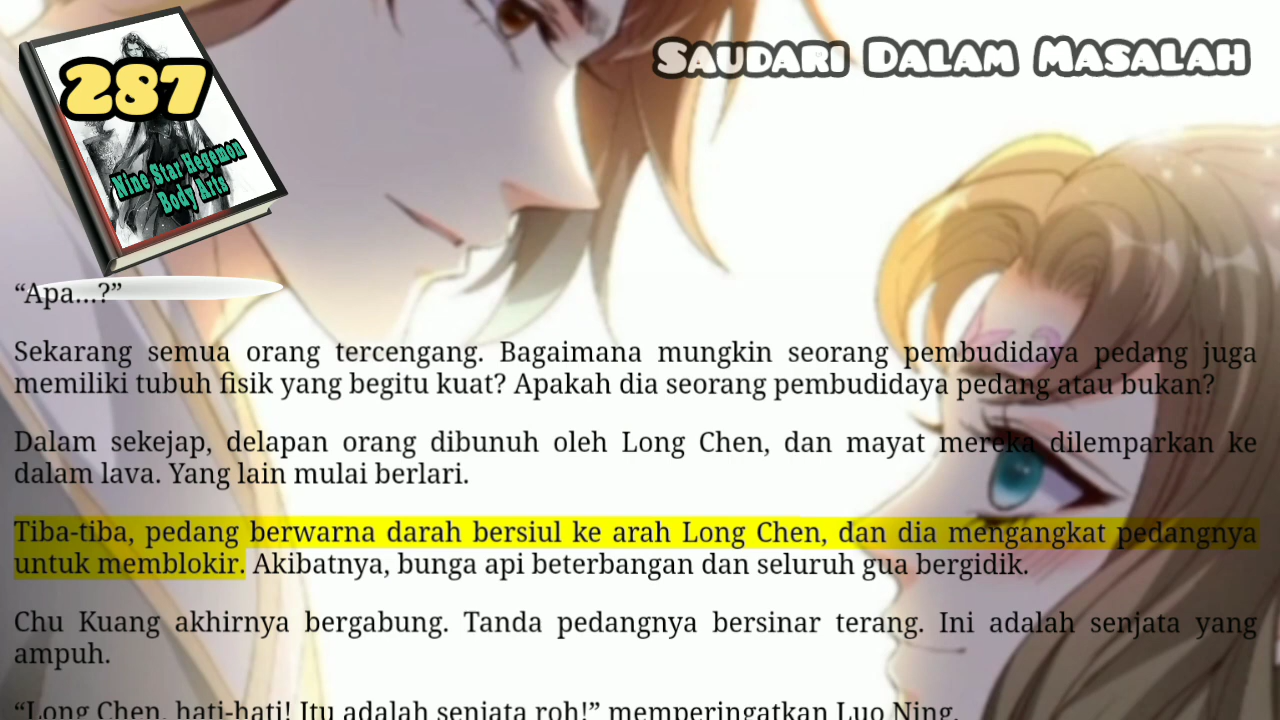 287
Nine Star Hegemon
Body Arts
SAUDARI DALAM MASALAH
“Apa...?”
Sekarang semua orang tercengang. Bagaimana mungkin seorang pembudidaya pedang juga
memiliki tubuh fisik yang begitu kuat? Apakah dia seorang pembudidaya pedang atau bukan?
Dalam sekejap, delapan orang dibunuh oleh Long Chen, dan mayat mereka dilemparkan ke
dalam lava. Yang lain mulai berlari.
Tiba-tiba, pedang berwarna darah bersiul ke arah Long Chen, dan dia mengangkat pedangnya
untuk memblokir. Akibatnya, bunga api beterbangan dan seluruh gua bergidik.
Chu Kuang akhirnya bergabung. Tanda pedangnya bersinar terang. Ini adalah senjata yang
ampuh.
“Long Chen, hati-hati! Itu adalah senjata roh!” memperingatkan Luo Ning.